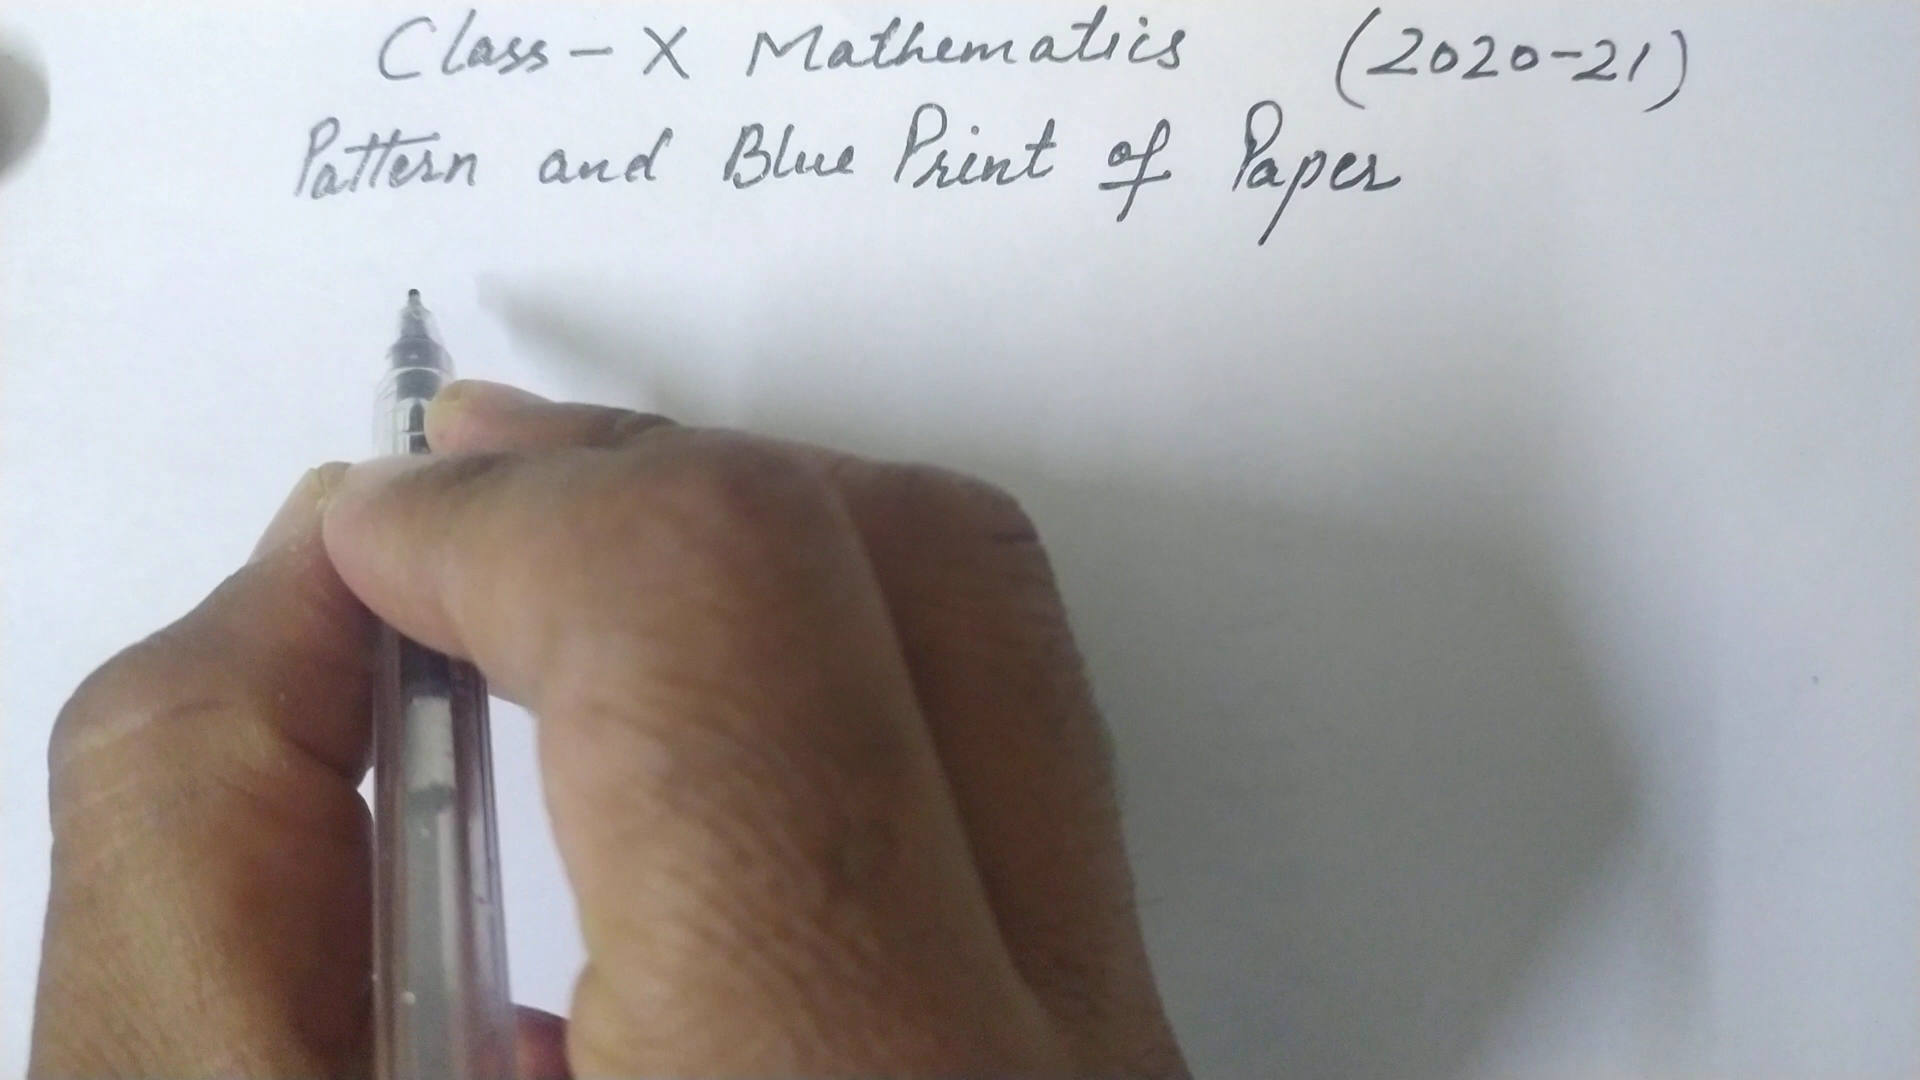 Class - X Mathematics (2020-21)
Pattern and Blue Print of Paper